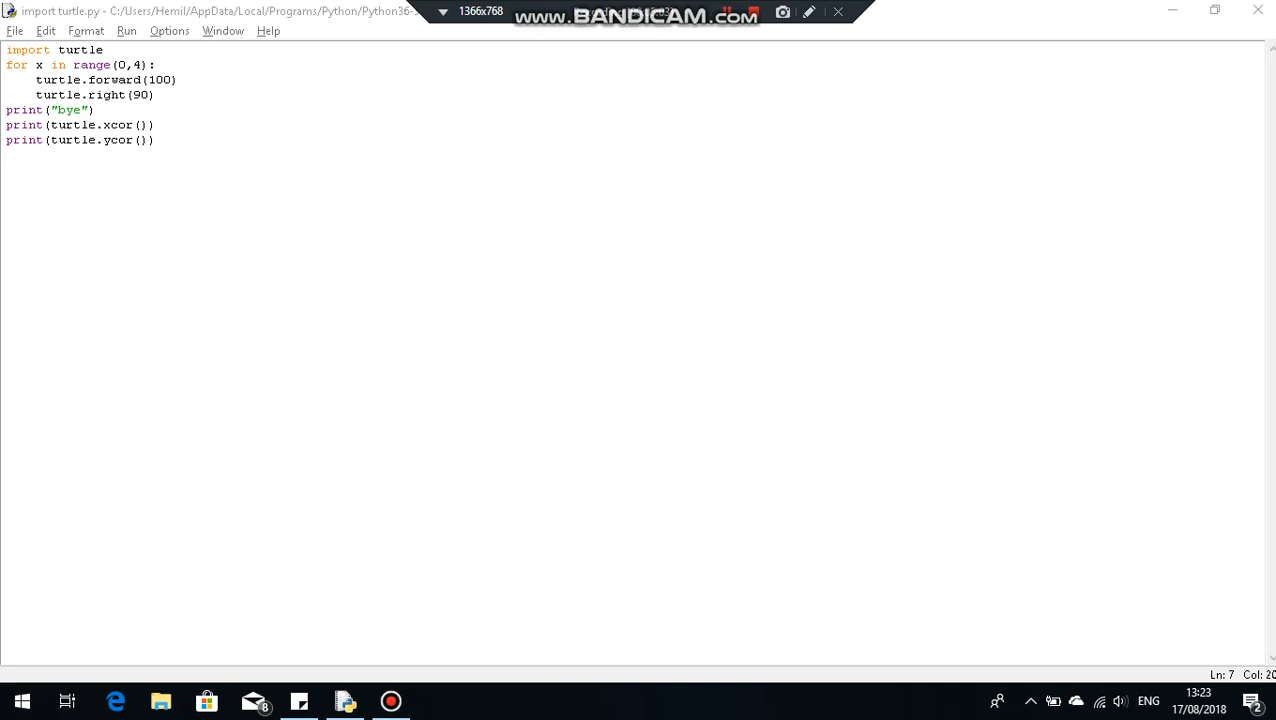 import turtle.py - C:/Users/Hemil/AppData/Local/Programs/Python/Python36-
1366x768
www.BANDICAM.com
File Edit Format Run Options Window Help
import turtle
for x in range(0,4):
    turtle.forward(100)
    turtle.right(90)
print("bye")
print(turtle.xcor())
print(turtle.ycor())
Ln: 7 Col: 20
8
ENG
13:23
17/08/2018
2